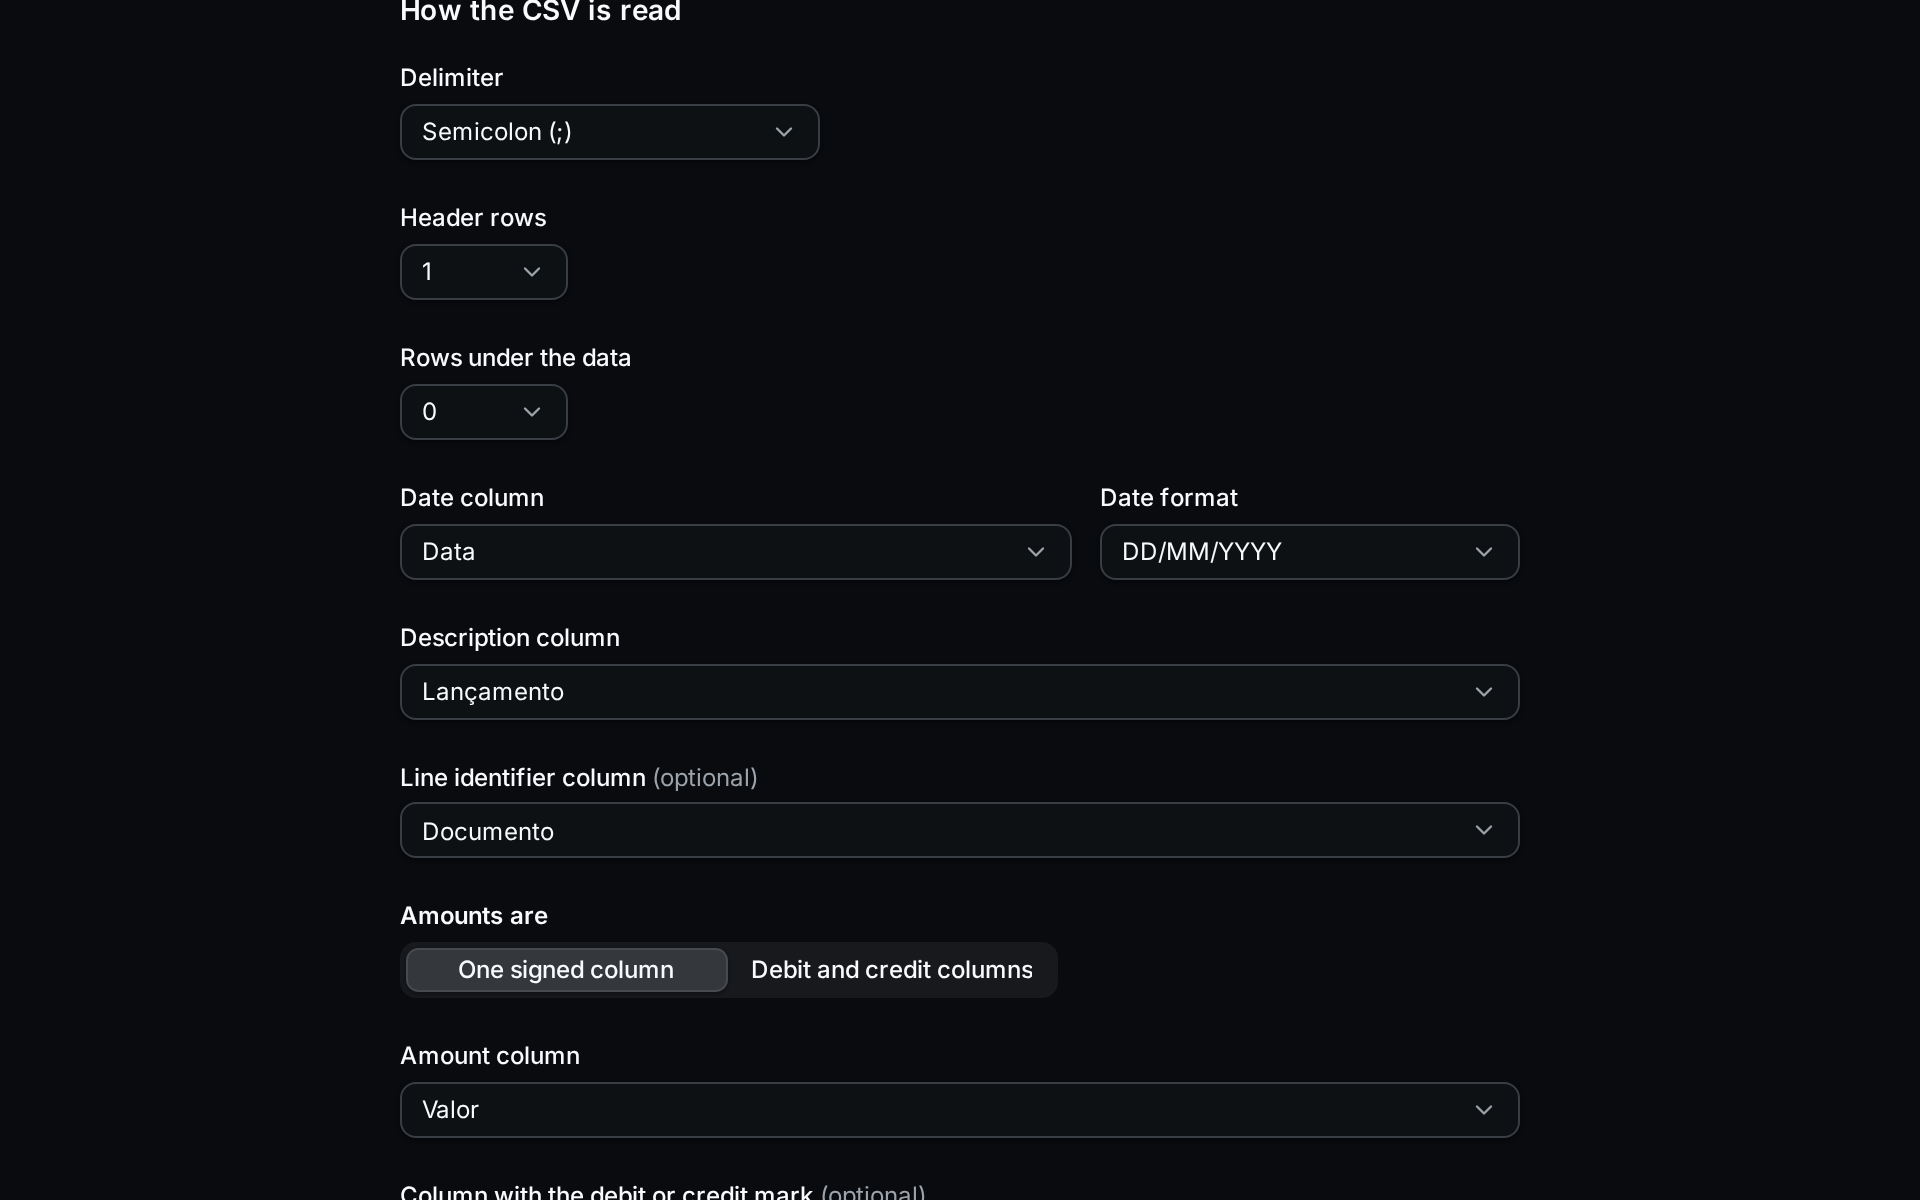 How the CSV is read
Delimiter
Semicolon (;)
Header rows
1
Rows under the data
0
Date column
Date format
Data
DD/MM/YYYY
Description column
Lançamento
Line identifier column (optional)
Documento
Amounts are
One signed column
Debit and credit columns
Amount column
Valor
Column with the debit or credit mark (optional)